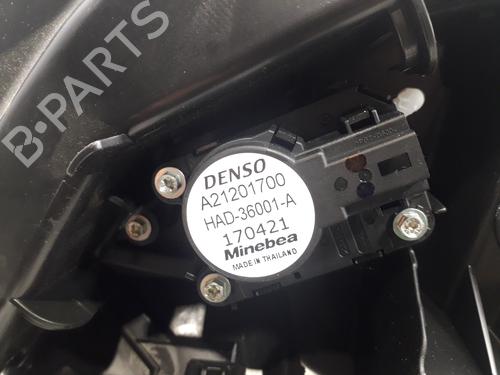 B-PARTS
DENSO
A21201700
HAD-36001-A
170421
Minebea
MADE IN THAILAND